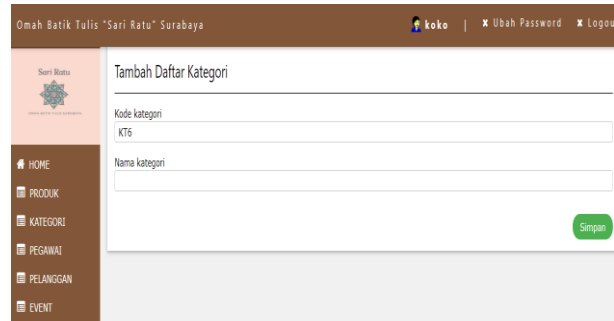 Omah Batik Tulis "Sari Ratu" Surabaya
koko | ✖ Ubah Password ✖ Logou
Sari Ratu
Tambah Daftar Kategori
Kode kategori
KT6
Nama kategori
Simpan
HOME
PRODUK
KATEGORI
PEGAWAI
PELANGGAN
EVENT